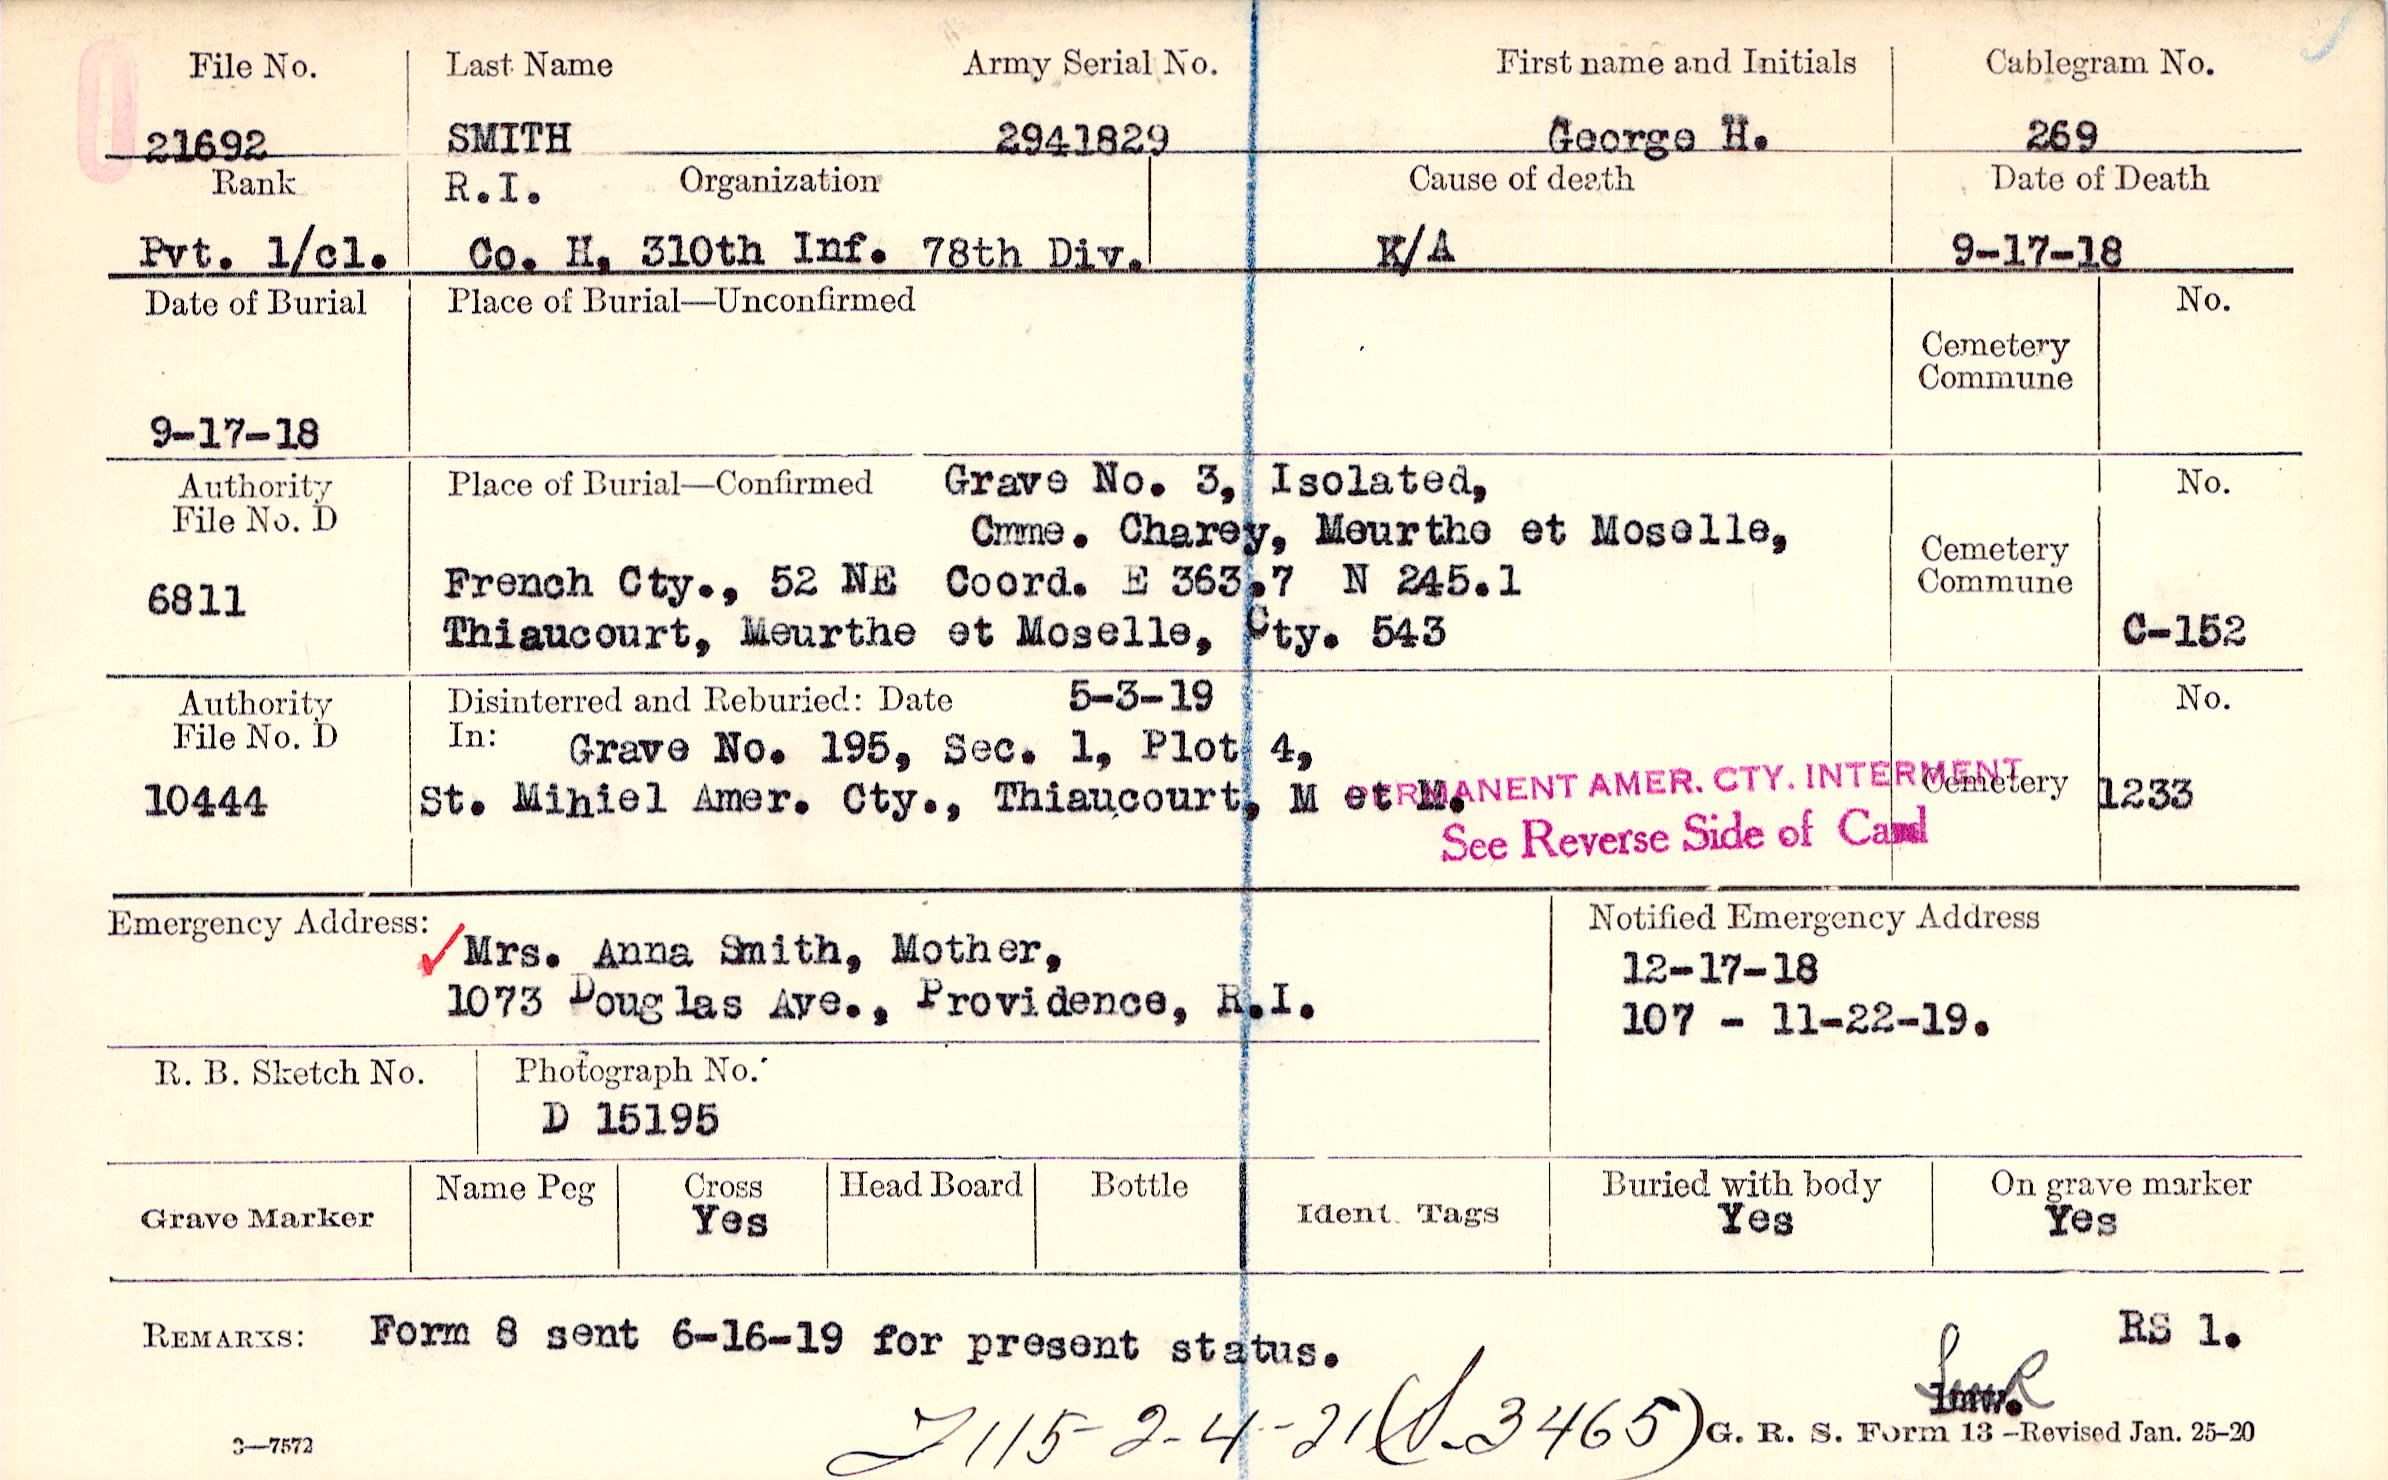 File No. Last Name Army Serial No. First name and Initials Cablegram No.
21692 SMITH 2941829 George H. 269
Rank R.I. Organization Cause of death Date of Death
Pvt. 1/cl. Co. H, 310th Inf. 78th Div. K/A 9-17-18
Date of Burial Place of Burial—Unconfirmed No.
Cemetery
Commune
9-17-18
Authority Place of Burial—Confirmed Grave No. 3, Isolated, No.
File No. D Cmne. Charey, Meurthe et Moselle, Cemetery
6811 French Cty., 52 NE Coord. E 363.7 N 245.1 Commune
Thiaucourt, Meurthe et Moselle, Cty. 543 C-152
Authority Disinterred and Reburied: Date 5-3-19 No.
File No. D In: Grave No. 195, Sec. 1, Plot 4,
PERMANENT AMER. CTY. INTERMENT
10444 St. Mihiel Amer. Cty., Thiaucourt, M et M. Cemetery 1233
See Reverse Side of Card
Emergency Address: Notified Emergency Address
Mrs. Anna Smith, Mother, 12-17-18
1073 Douglas Ave., Providence, R.I. 107 - 11-22-19.
R. B. Sketch No. Photograph No.
D 15195
Grave Marker Name Peg Cross Head Board Bottle Ident. Tags Buried with body On grave marker
Yes Yes Yes
REMARKS: Form 8 sent 6-16-19 for present status. RS 1.
lmw.
115-2-4-21 (S.3465)
3—7572 G. R. S. Form 13 -Revised Jan. 25-20